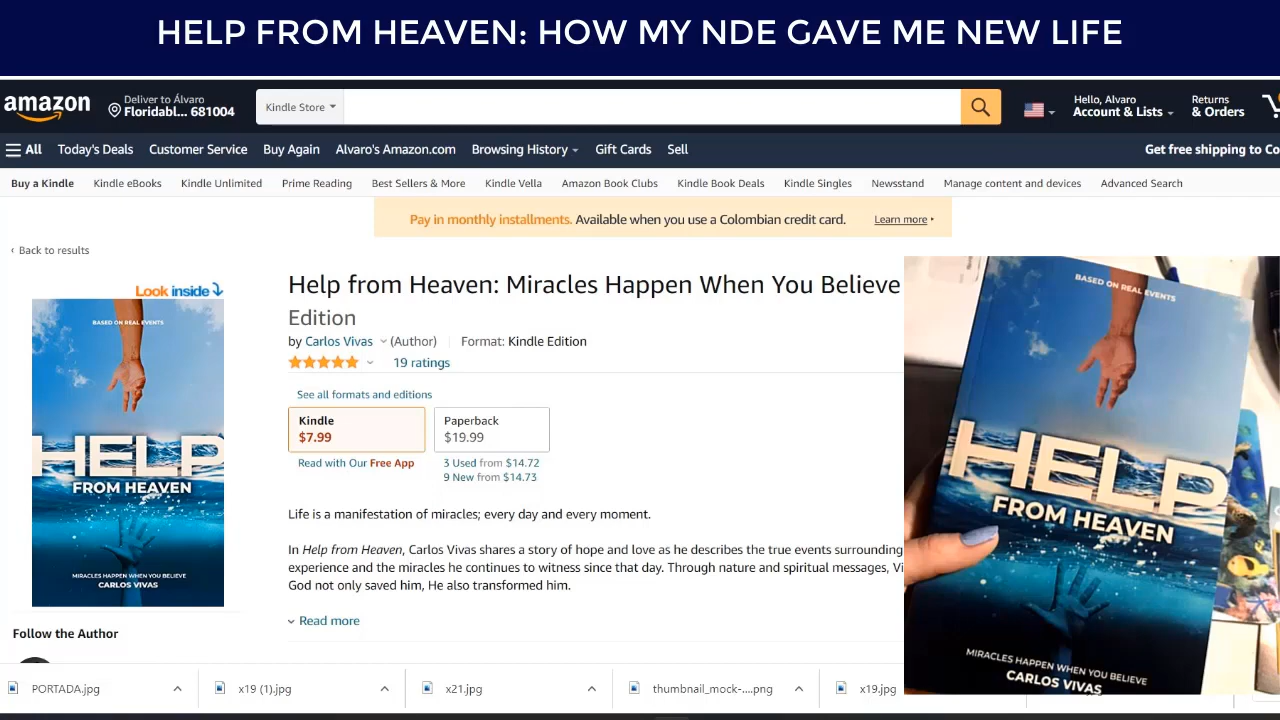 HELP FROM HEAVEN: HOW MY NDE GAVE ME NEW LIFE
amazon
Deliver to Álvaro
Floridabl... 681004
Kindle Store
Hello, Alvaro
Account & Lists
Returns
& Orders
All Today's Deals Customer Service Buy Again Alvaro's Amazon.com Browsing History Gift Cards Sell
Get free shipping to Co
Buy a Kindle Kindle eBooks Kindle Unlimited Prime Reading Best Sellers & More Kindle Vella Amazon Book Clubs Kindle Book Deals Kindle Singles Newsstand Manage content and devices Advanced Search
Pay in monthly installments. Available when you use a Colombian credit card. Learn more
‹ Back to results
Look inside
BASED ON REAL EVENTS
HELP
FROM HEAVEN
MIRACLES HAPPEN WHEN YOU BELIEVE
CARLOS VIVAS
Follow the Author
Help from Heaven: Miracles Happen When You Believe
Edition
by Carlos Vivas (Author) Format: Kindle Edition
19 ratings
See all formats and editions
Kindle
$7.99
Read with Our Free App
Paperback
$19.99
3 Used from $14.72
9 New from $14.73
Life is a manifestation of miracles; every day and every moment.
In Help from Heaven, Carlos Vivas shares a story of hope and love as he describes the true events surrounding
experience and the miracles he continues to witness since that day. Through nature and spiritual messages, Vi
God not only saved him, He also transformed him.
Read more
BASED ON REAL EVENTS
HELP
FROM HEAVEN
MIRACLES HAPPEN WHEN YOU BELIEVE
CARLOS VIVAS
PORTADA.jpg
x19 (1).jpg
x21.jpg
thumbnail_mock-....png
x19.jpg